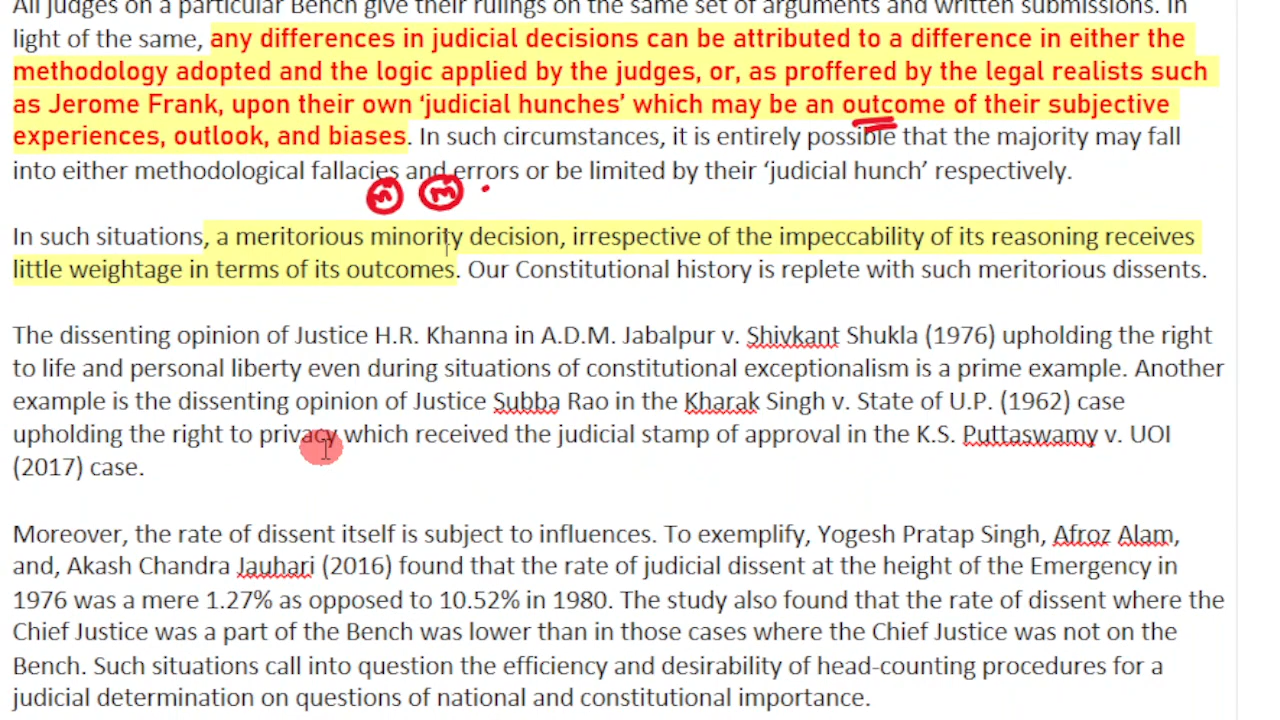 All judges on a particular Bench give their rulings on the same set of arguments and written submissions. In
light of the same, any differences in judicial decisions can be attributed to a difference in either the
methodology adopted and the logic applied by the judges, or, as proffered by the legal realists such
as Jerome Frank, upon their own ‘judicial hunches’ which may be an outcome of their subjective
experiences, outlook, and biases. In such circumstances, it is entirely possible that the majority may fall
into either methodological fallacies and errors or be limited by their ‘judicial hunch’ respectively.
In such situations, a meritorious minority decision, irrespective of the impeccability of its reasoning receives
little weightage in terms of its outcomes. Our Constitutional history is replete with such meritorious dissents.
The dissenting opinion of Justice H.R. Khanna in A.D.M. Jabalpur v. Shivkant Shukla (1976) upholding the right
to life and personal liberty even during situations of constitutional exceptionalism is a prime example. Another
example is the dissenting opinion of Justice Subba Rao in the Kharak Singh v. State of U.P. (1962) case
upholding the right to privacy which received the judicial stamp of approval in the K.S. Puttaswamy v. UOI
(2017) case.
Moreover, the rate of dissent itself is subject to influences. To exemplify, Yogesh Pratap Singh, Afroz Alam,
and, Akash Chandra Jauhari (2016) found that the rate of judicial dissent at the height of the Emergency in
1976 was a mere 1.27% as opposed to 10.52% in 1980. The study also found that the rate of dissent where the
Chief Justice was a part of the Bench was lower than in those cases where the Chief Justice was not on the
Bench. Such situations call into question the efficiency and desirability of head-counting procedures for a
judicial determination on questions of national and constitutional importance.